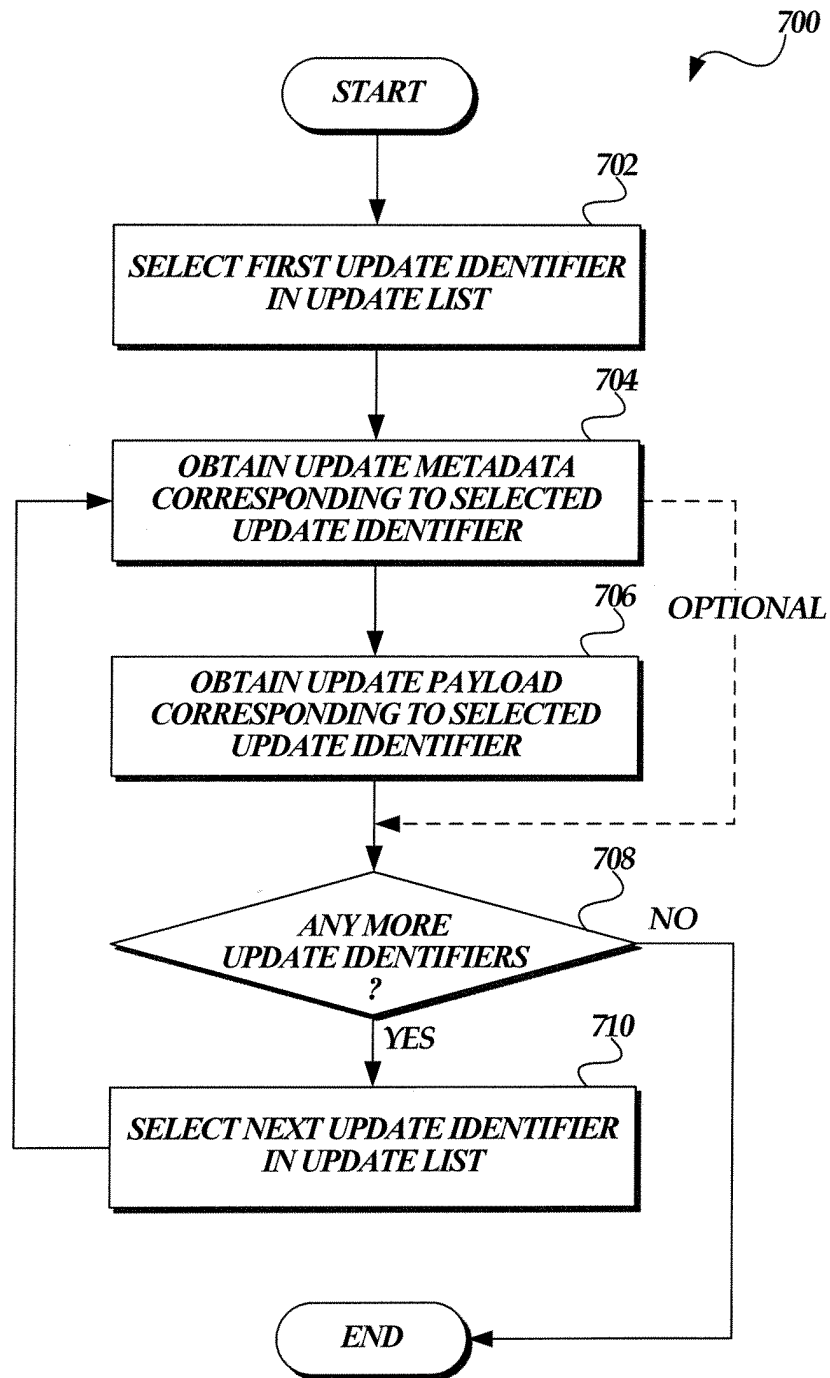 700
START
702
SELECT FIRST UPDATE IDENTIFIER
IN UPDATE LIST
704
OBTAIN UPDATE METADATA
CORRESPONDING TO SELECTED
UPDATE IDENTIFIER
706
OPTIONAL
OBTAIN UPDATE PAYLOAD
CORRESPONDING TO SELECTED
UPDATE IDENTIFIER
708
NO
ANY MORE
UPDATE IDENTIFIERS
?
YES
710
SELECT NEXT UPDATE IDENTIFIER
IN UPDATE LIST
END